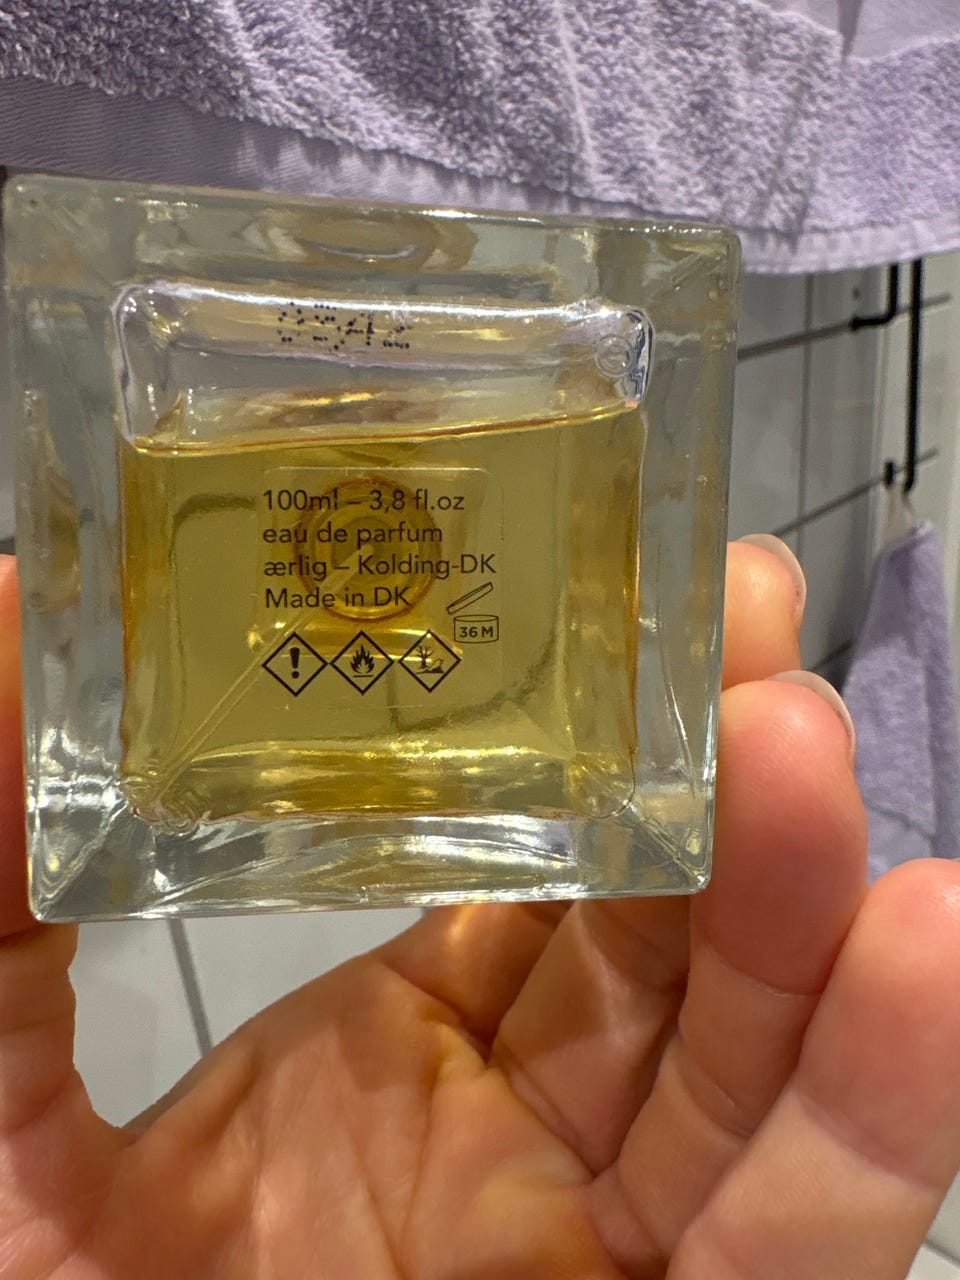 100ml – 3,8 fl.oz
eau de parfum
ærlig – Kolding-DK
Made in DK
36 M